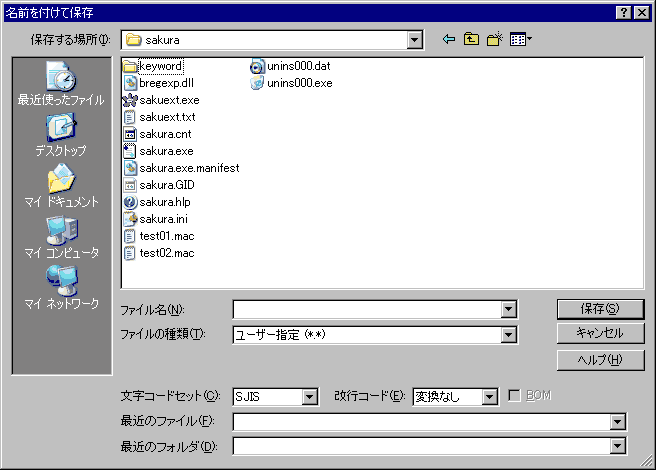 名前を付けて保存
保存する場所(I):
sakura
最近使ったファイル
デスクトップ
マイ ドキュメント
マイ コンピュータ
マイ ネットワーク
keyword
bregexp.dll
sakuext.exe
sakuext.txt
sakura.cnt
sakura.exe
sakura.exe.manifest
sakura.GID
sakura.hlp
sakura.ini
test01.mac
test02.mac
unins000.dat
unins000.exe
ファイル名(N):
保存(S)
ファイルの種類(T):
ユーザー指定 (*.*)
キャンセル
ヘルプ(H)
文字コードセット(C):
SJIS
改行コード(E):
変換なし
BOM
最近のファイル(F):
最近のフォルダ(D):